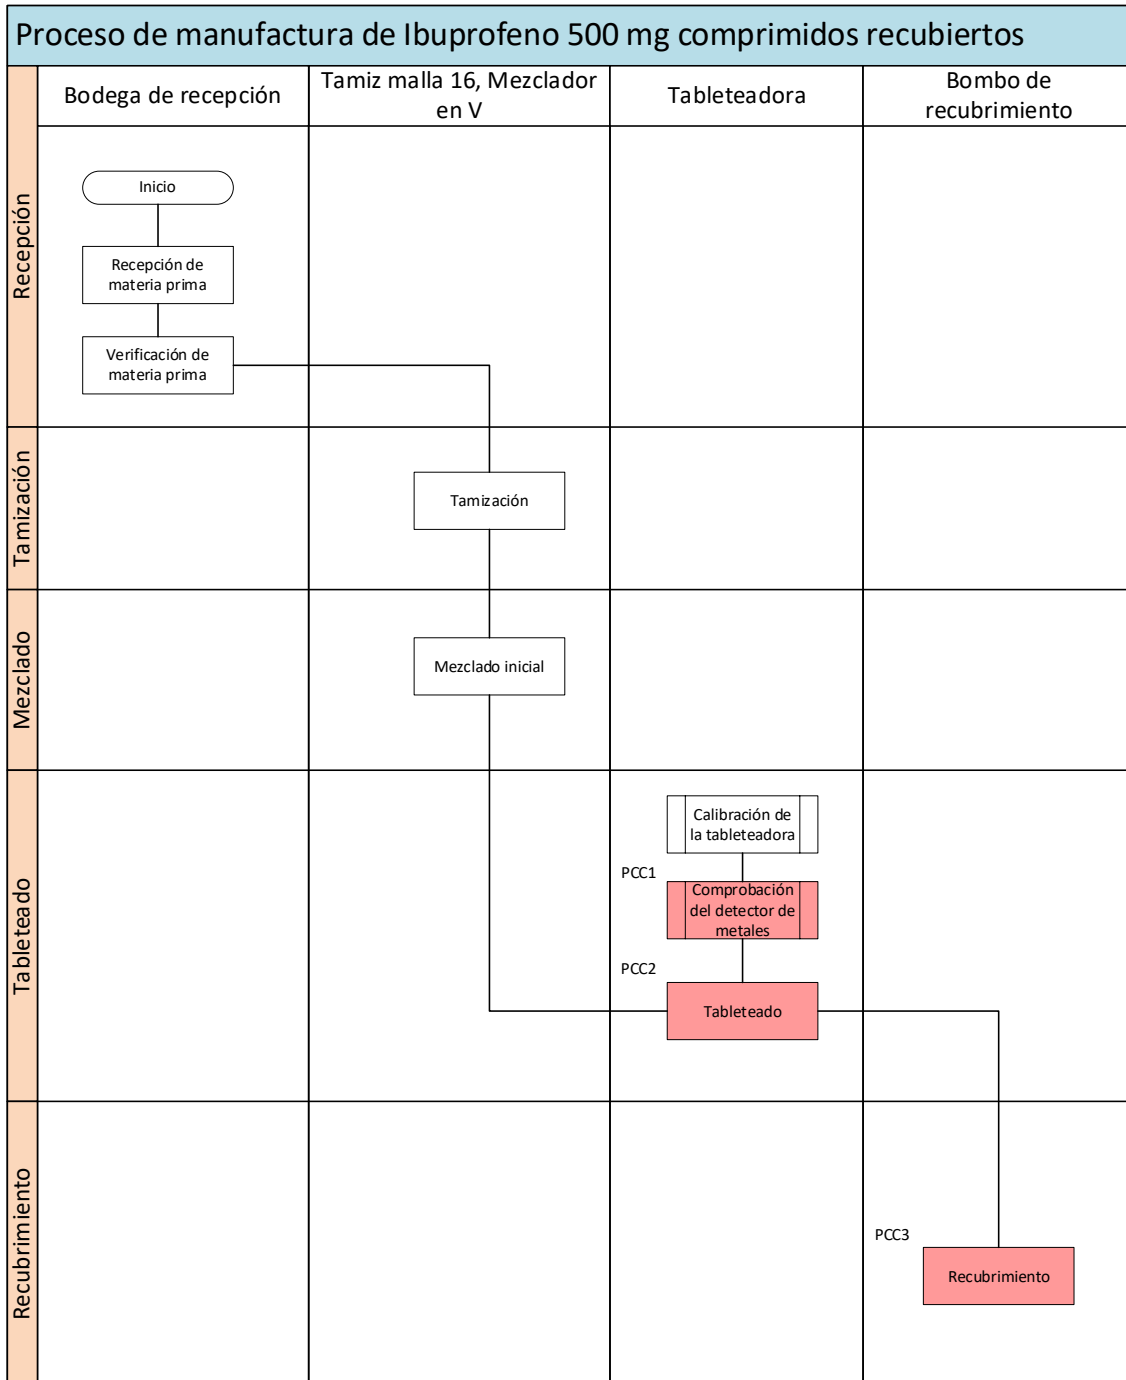 Proceso de manufactura de Ibuprofeno 500 mg comprimidos recubiertos
Bodega de recepción
Tamiz malla 16, Mezclador
en V
Tableteadora
Bombo de
recubrimiento
Recepción
Inicio
Recepción de
materia prima
Verificación de
materia prima
Tamización
Tamización
Mezclado
Mezclado inicial
Tableteado
Calibración de
la tableteadora
PCC1
Comprobación
del detector de
metales
PCC2
Tableteado
Recubrimiento
PCC3
Recubrimiento